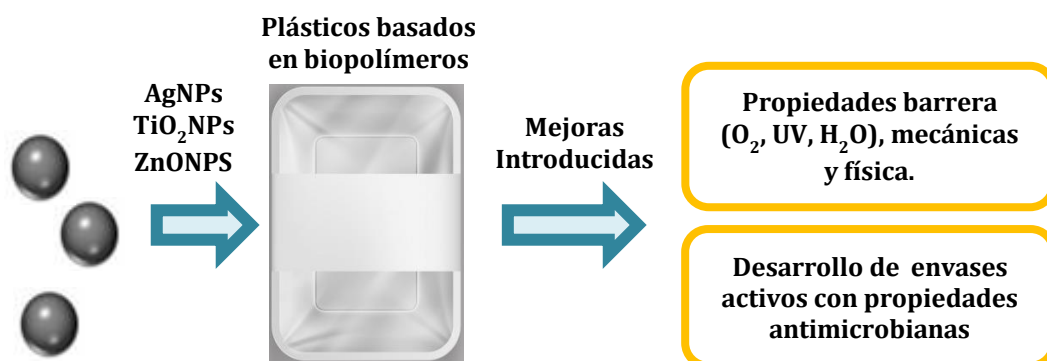 Plásticos basados
en biopolímeros
AgNPs
TiO₂NPs
ZnONPS
Mejoras
Introducidas
Propiedades barrera
(O₂, UV, H₂O), mecánicas
y física.
Desarrollo de envases
activos con propiedades
antimicrobianas